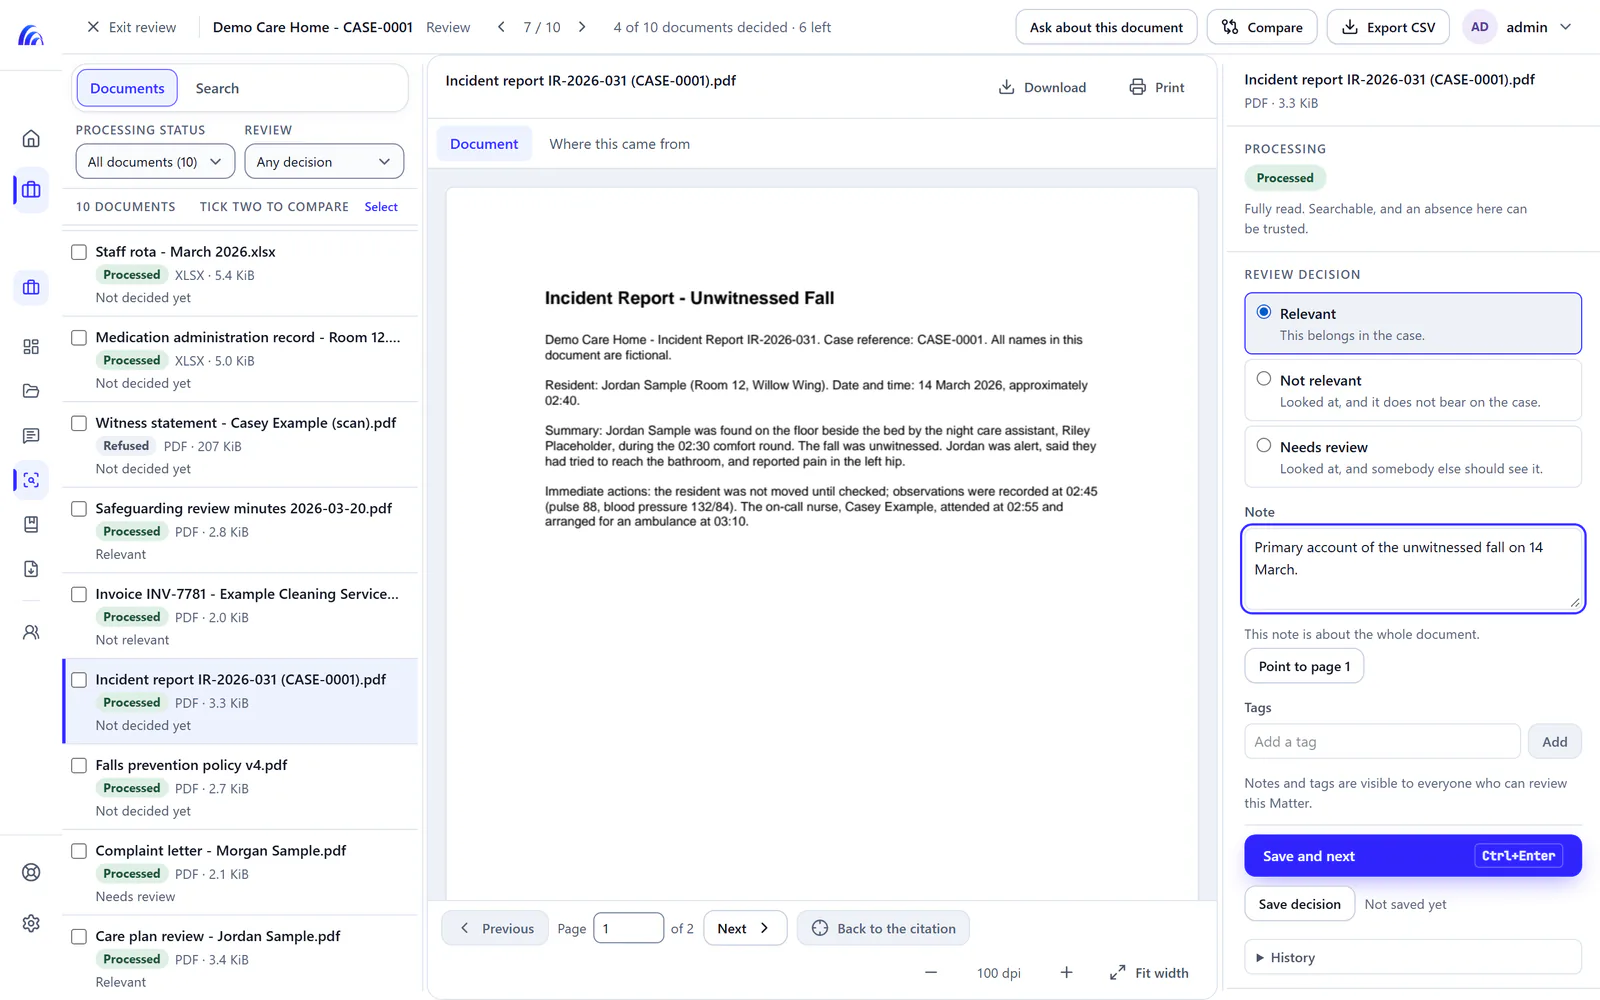 Exit review
Demo Care Home - CASE-0001
Review
7 / 10
4 of 10 documents decided · 6 left
Ask about this document
Compare
Export CSV
AD
admin
Documents
Search
PROCESSING STATUS
REVIEW
All documents (10)
Any decision
10 DOCUMENTS
TICK TWO TO COMPARE
Select
Staff rota - March 2026.xlsx
Processed
XLSX · 5.4 KiB
Not decided yet
Medication administration record - Room 12....
Processed
XLSX · 5.0 KiB
Not decided yet
Witness statement - Casey Example (scan).pdf
Refused
PDF · 207 KiB
Not decided yet
Safeguarding review minutes 2026-03-20.pdf
Processed
PDF · 2.8 KiB
Relevant
Invoice INV-7781 - Example Cleaning Service...
Processed
PDF · 2.0 KiB
Not relevant
Incident report IR-2026-031 (CASE-0001).pdf
Processed
PDF · 3.3 KiB
Not decided yet
Falls prevention policy v4.pdf
Processed
PDF · 2.7 KiB
Not decided yet
Complaint letter - Morgan Sample.pdf
Processed
PDF · 2.1 KiB
Needs review
Care plan review - Jordan Sample.pdf
Processed
PDF · 3.4 KiB
Relevant
Incident report IR-2026-031 (CASE-0001).pdf
Download
Print
Document
Where this came from
Incident Report - Unwitnessed Fall
Demo Care Home - Incident Report IR-2026-031. Case reference: CASE-0001. All names in this
document are fictional.
Resident: Jordan Sample (Room 12, Willow Wing). Date and time: 14 March 2026, approximately
02:40.
Summary: Jordan Sample was found on the floor beside the bed by the night care assistant, Riley
Placeholder, during the 02:30 comfort round. The fall was unwitnessed. Jordan was alert, said they
had tried to reach the bathroom, and reported pain in the left hip.
Immediate actions: the resident was not moved until checked; observations were recorded at 02:45
(pulse 88, blood pressure 132/84). The on-call nurse, Casey Example, attended at 02:55 and
arranged for an ambulance at 03:10.
Previous
Page
1
of 2
Next
Back to the citation
100 dpi
Fit width
Incident report IR-2026-031 (CASE-0001).pdf
PDF · 3.3 KiB
PROCESSING
Processed
Fully read. Searchable, and an absence here can
be trusted.
REVIEW DECISION
Relevant
This belongs in the case.
Not relevant
Looked at, and it does not bear on the case.
Needs review
Looked at, and somebody else should see it.
Note
Primary account of the unwitnessed fall on 14
March.
This note is about the whole document.
Point to page 1
Tags
Add a tag
Add
Notes and tags are visible to everyone who can review
this Matter.
Save and next
Ctrl+Enter
Save decision
Not saved yet
History